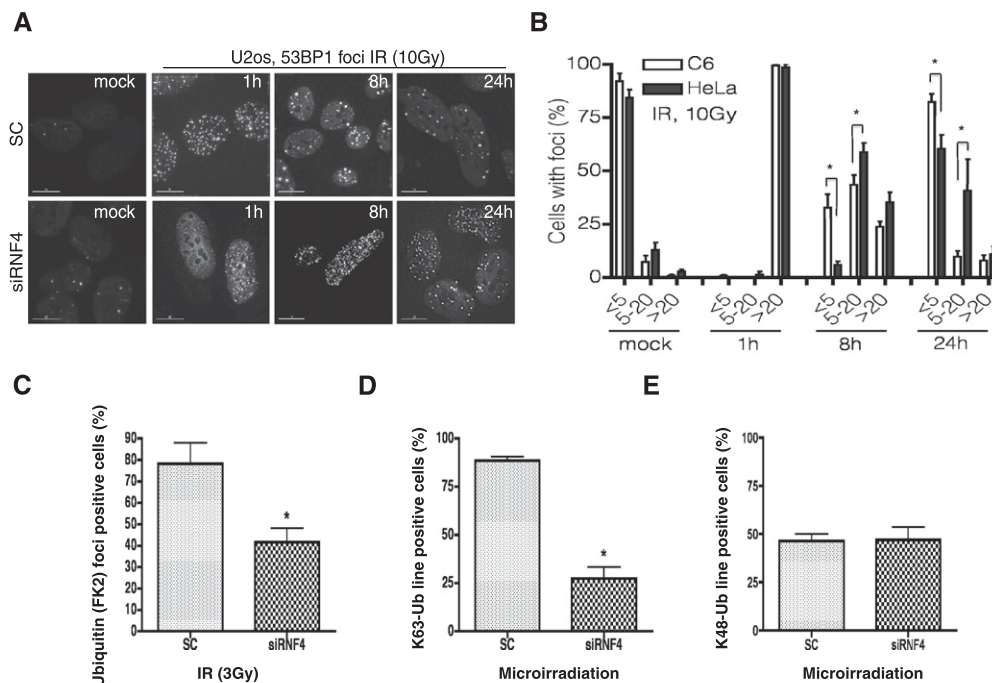 A
U2os, 53BP1 foci IR (10Gy)
mock 1h 8h 24h
SC
mock 1h 8h 24h
siRNF4
B
Cells with foci (%)
100
75
50
25
0
C6
HeLa
IR, 10Gy
* * * *
<5 5-20 >20 <5 5-20 >20 <5 5-20 >20 <5 5-20 >20
mock 1h 8h 24h
C
Ubiquitin (FK2) foci positive cells (%)
90
80
70
60
50
40
30
20
10
0
*
SC siRNF4
IR (3Gy)
D
K63-Ub line positive cells (%)
100
75
50
25
0
*
SC siRNF4
Microirradiation
E
K48-Ub line positive cells (%)
100
75
50
25
0
SC siRNF4
Microirradiation